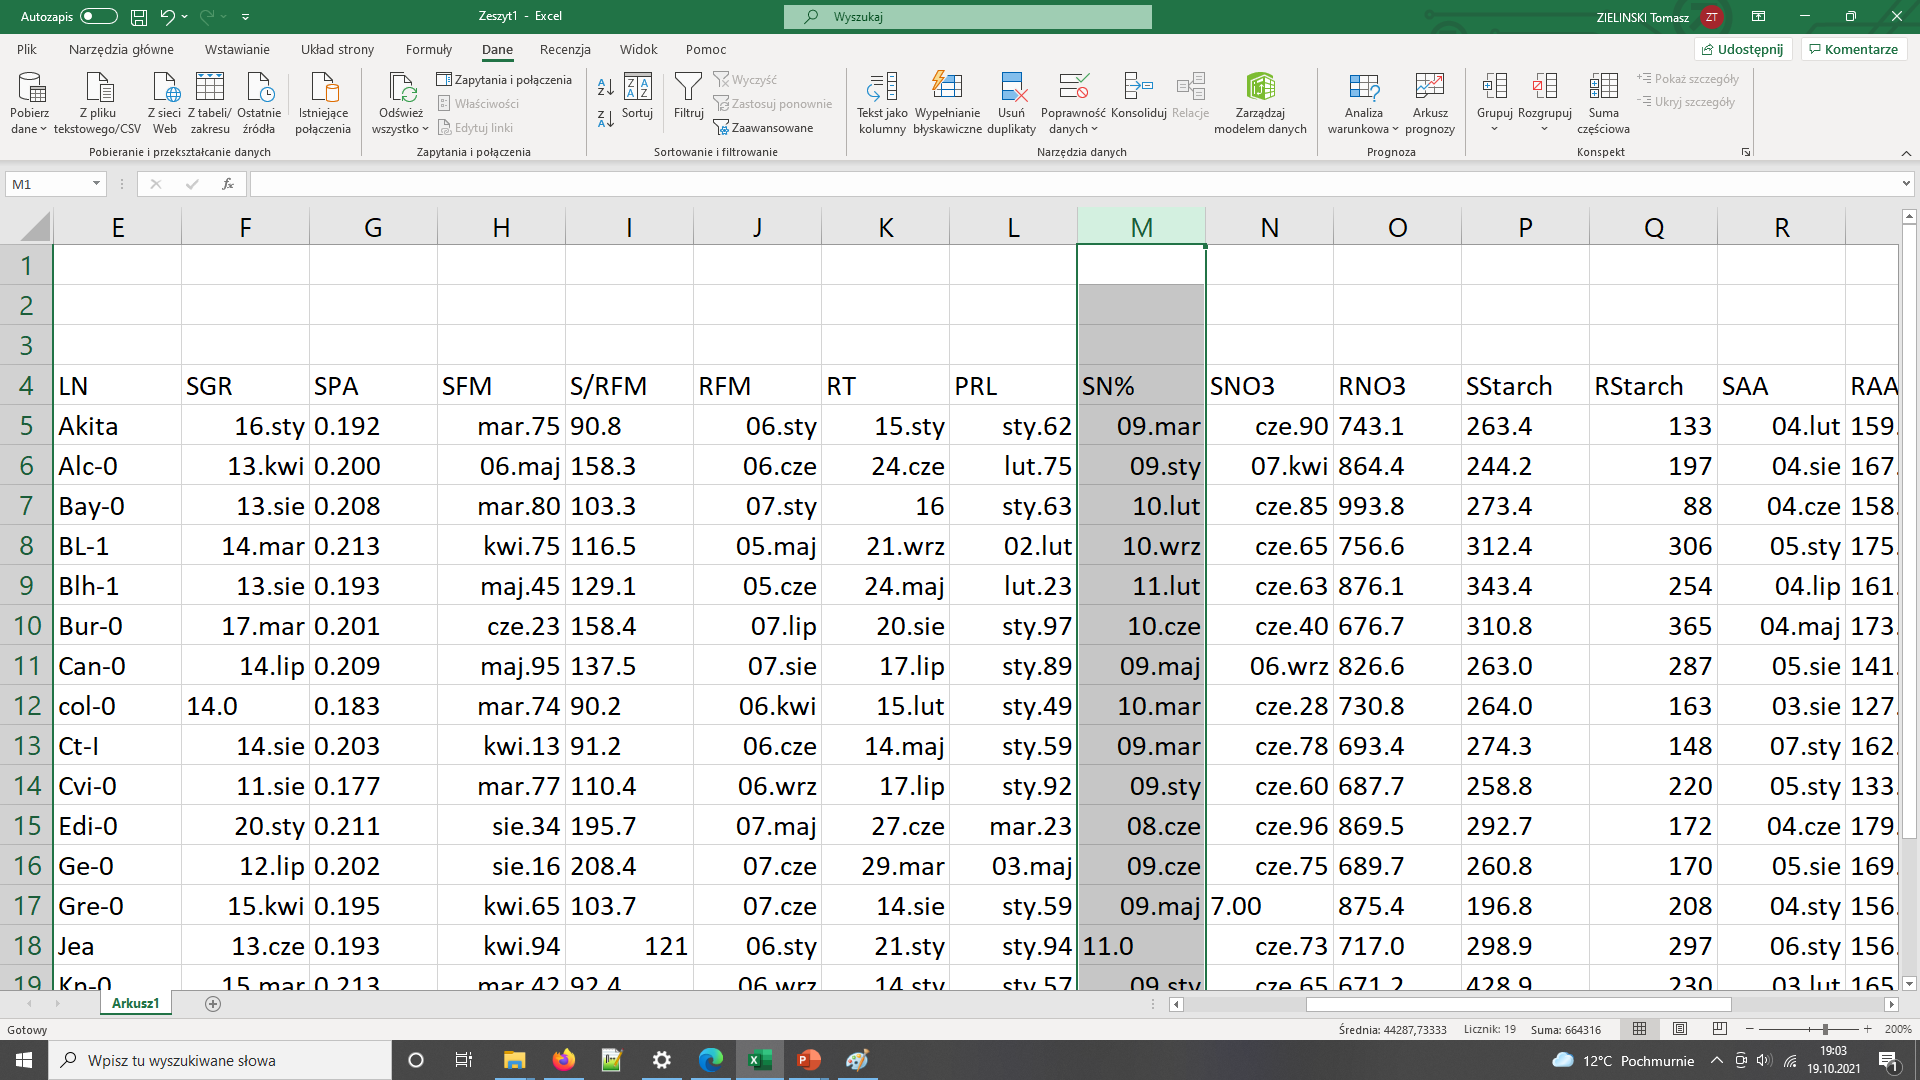 Autozapis
Zeszyt1 - Excel
Wyszukaj
ZIELINSKI Tomasz
ZT
Plik Narzędzia główne Wstawianie Układ strony Formuły Dane Recenzja Widok Pomoc
Udostępnij Komentarze
Pobierz dane
Z pliku tekstowego/CSV
Z sieci Web
Z tabeli/ zakresu
Ostatnie źródła
Istniejące połączenia
Pobieranie i przekształcanie danych
Odśwież wszystko
Zapytania i połączenia
Właściwości
Edytuj linki
Zapytania i połączenia
Sortuj
Filtruj
Wyczyść
Zastosuj ponownie
Zaawansowane
Sortowanie i filtrowanie
Tekst jako kolumny
Wypełnianie błyskawiczne
Usuń duplikaty
Poprawność danych
Konsoliduj
Relacje
Zarządzaj modelem danych
Narzędzia danych
Analiza warunkowa
Arkusz prognozy
Prognoza
Grupuj
Rozgrupuj
Suma częściowa
Pokaż szczegóły
Ukryj szczegóły
Konspekt
M1
fx
E F G H I J K L M N O P Q R
1
2
3
4 LN SGR SPA SFM S/RFM RFM RT PRL SN% SNO3 RNO3 SStarch RStarch SAA RAA
5 Akita 16.sty 0.192 mar.75 90.8 06.sty 15.sty sty.62 09.mar cze.90 743.1 263.4 133 04.lut 159.
6 Alc-0 13.kwi 0.200 06.maj 158.3 06.cze 24.cze lut.75 09.sty 07.kwi 864.4 244.2 197 04.sie 167.
7 Bay-0 13.sie 0.208 mar.80 103.3 07.sty 16 sty.63 10.lut cze.85 993.8 273.4 88 04.cze 158.
8 BL-1 14.mar 0.213 kwi.75 116.5 05.maj 21.wrz 02.lut 10.wrz cze.65 756.6 312.4 306 05.sty 175.
9 Blh-1 13.sie 0.193 maj.45 129.1 05.cze 24.maj lut.23 11.lut cze.63 876.1 343.4 254 04.lip 161.
10 Bur-0 17.mar 0.201 cze.23 158.4 07.lip 20.sie sty.97 10.cze cze.40 676.7 310.8 365 04.maj 173.
11 Can-0 14.lip 0.209 maj.95 137.5 07.sie 17.lip sty.89 09.maj 06.wrz 826.6 263.0 287 05.sie 141.
12 col-0 14.0 0.183 mar.74 90.2 06.kwi 15.lut sty.49 10.mar cze.28 730.8 264.0 163 03.sie 127.
13 Ct-I 14.sie 0.203 kwi.13 91.2 06.cze 14.maj sty.59 09.mar cze.78 693.4 274.3 148 07.sty 162.
14 Cvi-0 11.sie 0.177 mar.77 110.4 06.wrz 17.lip sty.92 09.sty cze.60 687.7 258.8 220 05.sty 133.
15 Edi-0 20.sty 0.211 sie.34 195.7 07.maj 27.cze mar.23 08.cze cze.96 869.5 292.7 172 04.cze 179.
16 Ge-0 12.lip 0.202 sie.16 208.4 07.cze 29.mar 03.maj 09.cze cze.75 689.7 260.8 170 05.sie 169.
17 Gre-0 15.kwi 0.195 kwi.65 103.7 07.cze 14.sie sty.59 09.maj 7.00 875.4 196.8 208 04.sty 156.
18 Jea 13.cze 0.193 kwi.94 121 06.sty 21.sty sty.94 11.0 cze.73 717.0 298.9 297 06.sty 156.
19 Kn-0 15.mar 0.213 mar.42 92.4 06.wrz 14.sty sty.57 09.sty cze.65 671.2 428.9 230 03.lut 165.
Arkusz1
Gotowy
Średnia: 44287,73333 Licznik: 19 Suma: 664316
200%
Wpisz tu wyszukiwane słowo
12°C Pochmurnie
19:03
19.10.2021
1